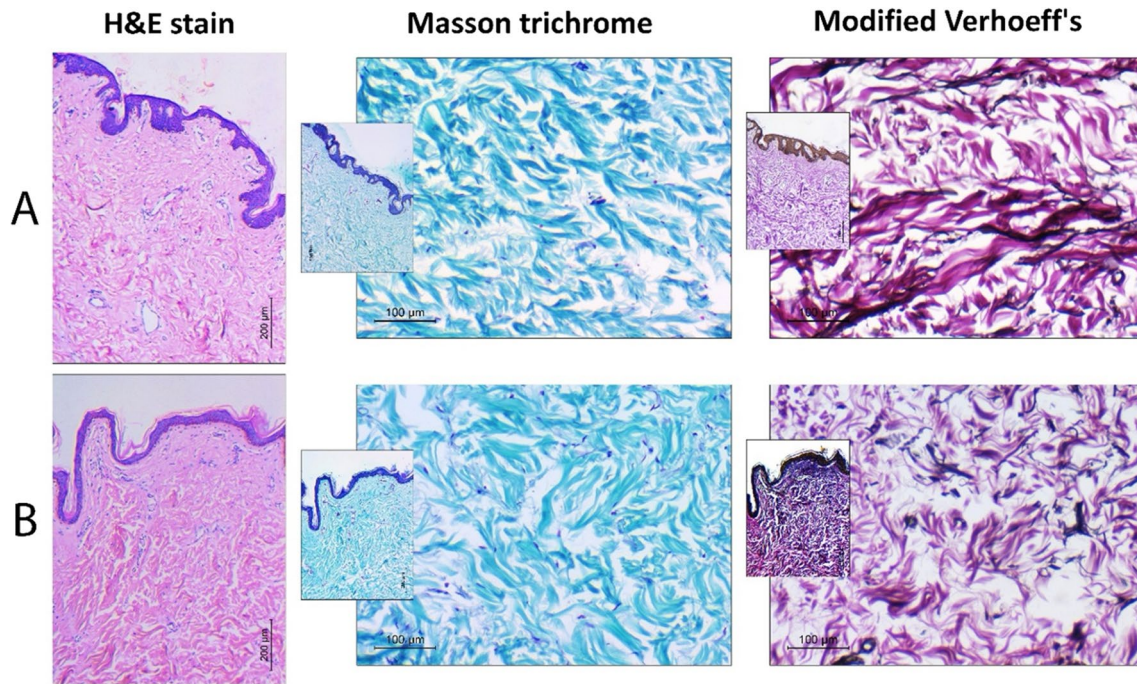 H&E stain
Masson trichrome
Modified Verhoeff's
A
200 µm
100 µm
100 µm
B
200 µm
100 µm
100 µm